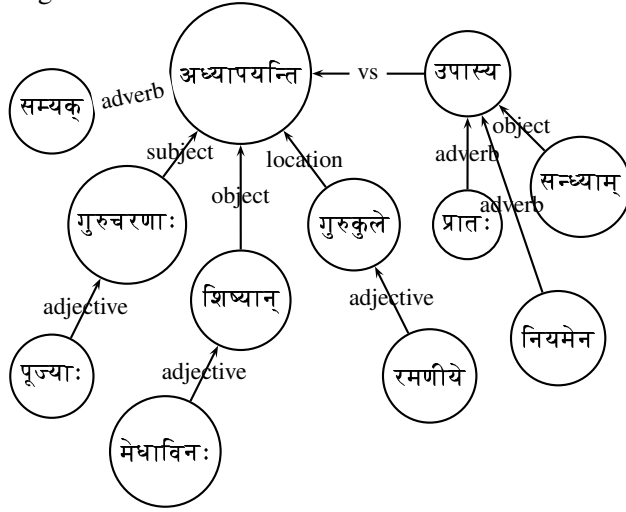 अध्यापयन्ति
vs
उपास्य
सम्यक्
adverb
subject
location
object
adverb
object
सन्ध्याम्
गुरुचरणाः
गुरुकुले
प्रातः
adverb
adjective
शिष्यान्
adjective
नियमेन
पूज्याः
adjective
रमणीये
मेधाविनः